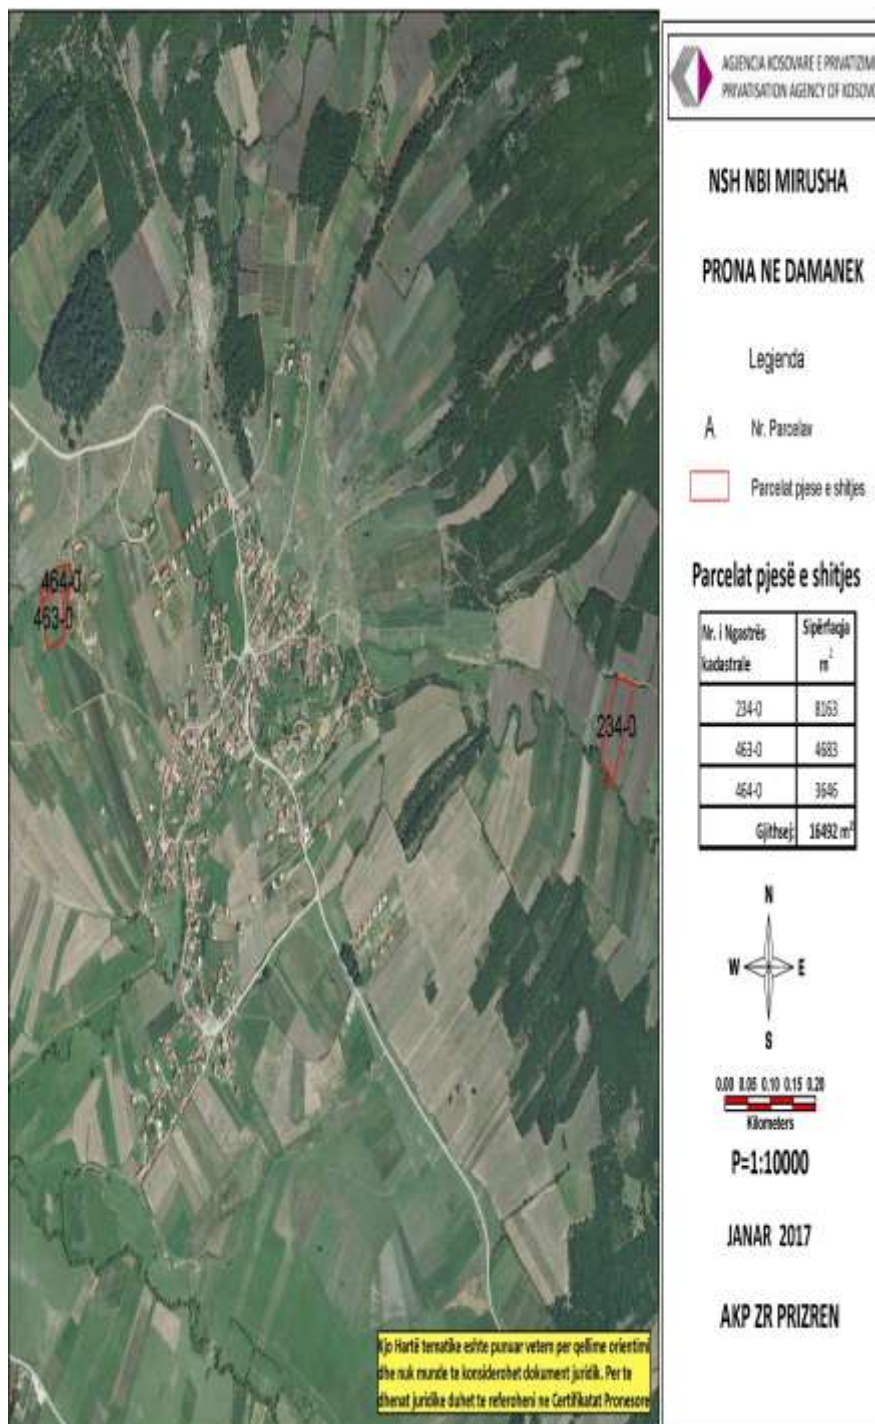 464-0
463-0
234-0
Kjo Hartë tematike eshte punuar vetem per qellime orientimi
dhe nuk munde te konsiderohet dokument juridik. Per te
dhenat juridike duhet te referoheni ne Certifikatat Pronesore
AGJENCIA KOSOVARE E PRIVATIZIMI
PRIVATISATION AGENCY OF KOSOVO
NSH NBI MIRUSHA
PRONA NE DAMANEK
Legjenda
A Nr. Parcelav
Parcelat pjese e shitjes
Parcelat pjesë e shitjes
Nr. i Ngastrës kadastrale Sipërfaqja m²
234-0 8163
463-0 4683
464-0 3646
Gjithsej: 16492 m²
N
W E
S
0.00 0.05 0.10 0.15 0.20
Kilometers
P=1:10000
JANAR 2017
AKP ZR PRIZREN